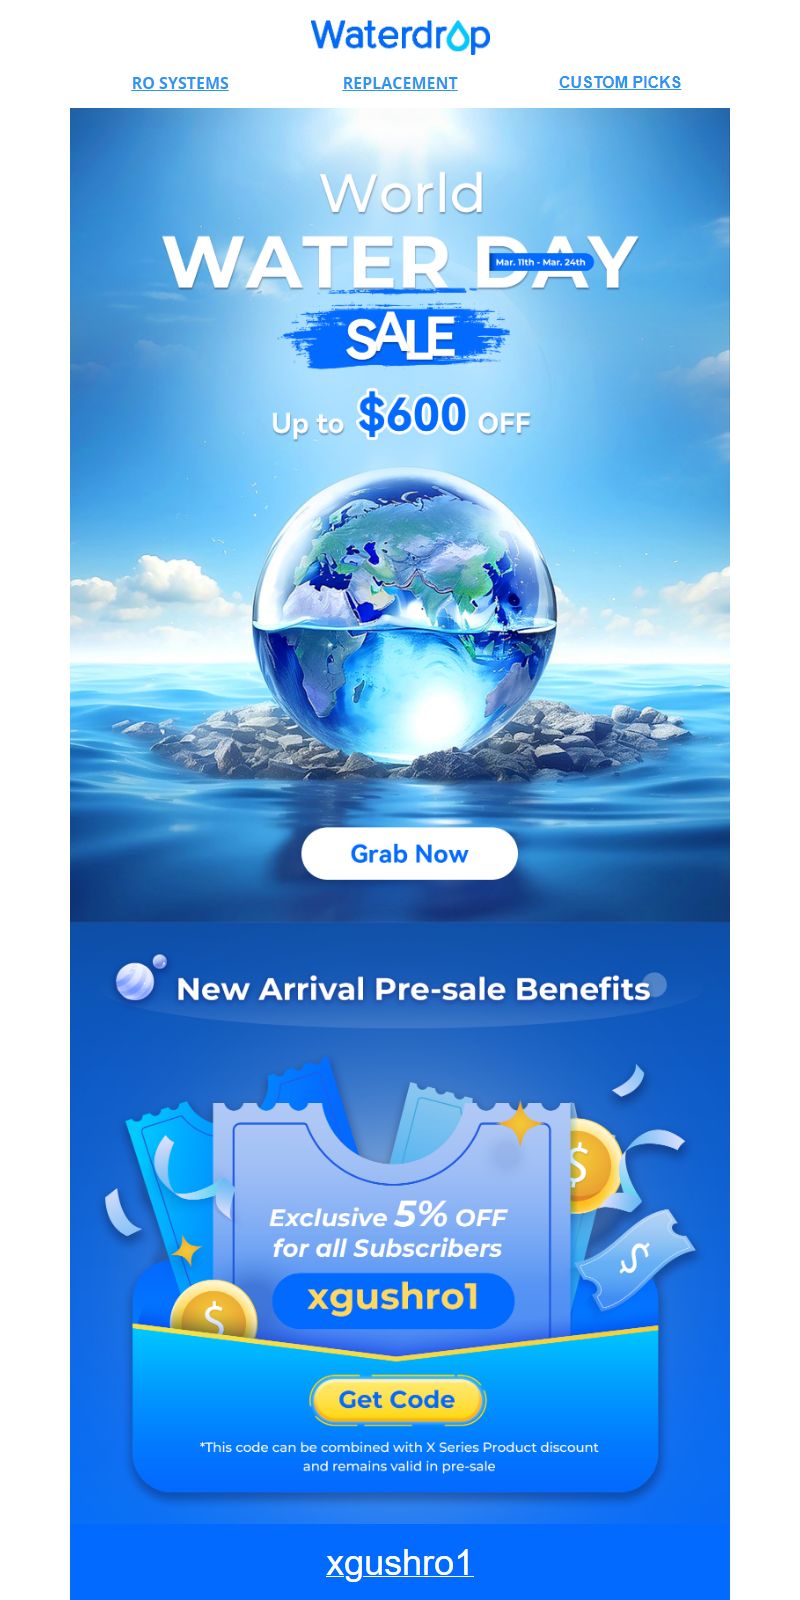 Waterdrop
RO SYSTEMS
REPLACEMENT
CUSTOM PICKS
World
WATER DAY
Mar. 11th - Mar. 24th
SALE
Up to $600 OFF
Grab Now
New Arrival Pre-sale Benefits
Exclusive 5% OFF
for all Subscribers
xgushro1
Get Code
*This code can be combined with X Series Product discount
and remains valid in pre-sale
xgushro1